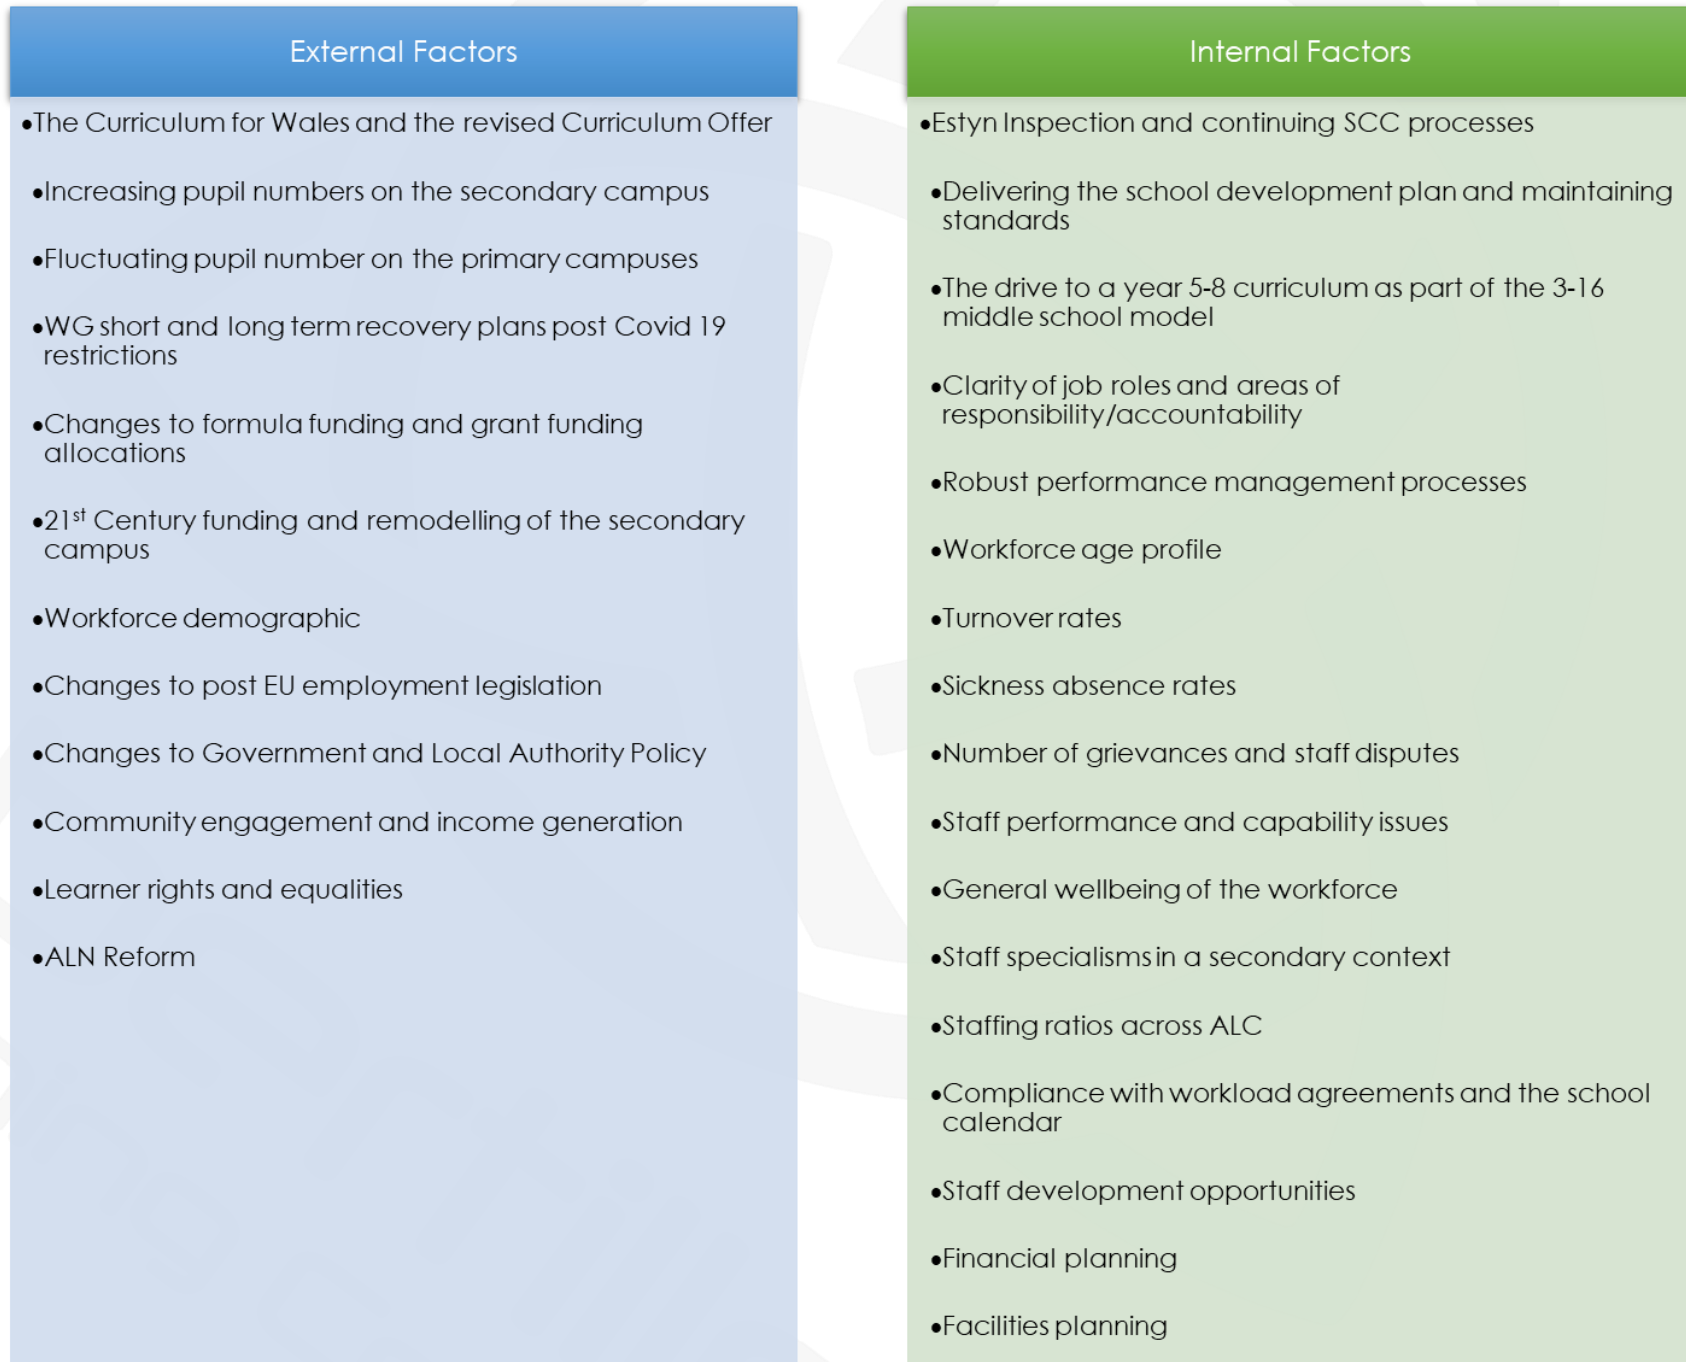 External Factors
•The Curriculum for Wales and the revised Curriculum Offer
•Increasing pupil numbers on the secondary campus
•Fluctuating pupil number on the primary campuses
•WG short and long term recovery plans post Covid 19
restrictions
•Changes to formula funding and grant funding
allocations
•21st Century funding and remodelling of the secondary
campus
•Workforce demographic
•Changes to post EU employment legislation
•Changes to Government and Local Authority Policy
•Community engagement and income generation
•Learner rights and equalities
•ALN Reform
Internal Factors
•Estyn Inspection and continuing SCC processes
•Delivering the school development plan and maintaining
standards
•The drive to a year 5-8 curriculum as part of the 3-16
middle school model
•Clarity of job roles and areas of
responsibility/accountability
•Robust performance management processes
•Workforce age profile
•Turnover rates
•Sickness absence rates
•Number of grievances and staff disputes
•Staff performance and capability issues
•General wellbeing of the workforce
•Staff specialisms in a secondary context
•Staffing ratios across ALC
•Compliance with workload agreements and the school
calendar
•Staff development opportunities
•Financial planning
•Facilities planning